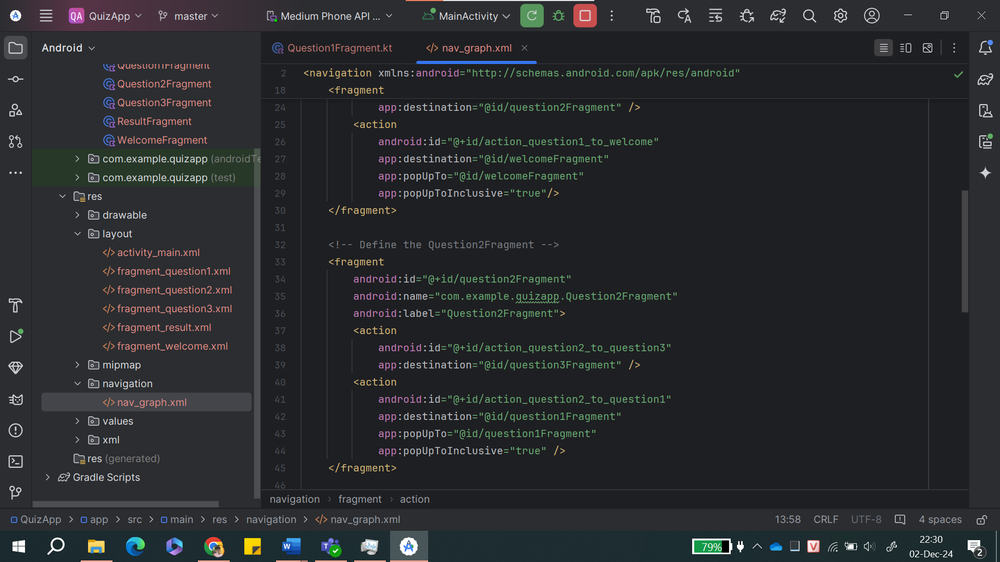 QA QuizApp master Medium Phone API ... MainActivity
Android
Question1Fragment.kt nav_graph.xml
Question1Fragment
Question2Fragment
Question3Fragment
ResultFragment
WelcomeFragment
com.example.quizapp (androidTe
com.example.quizapp (test)
res
drawable
layout
activity_main.xml
fragment_question1.xml
fragment_question2.xml
fragment_question3.xml
fragment_result.xml
fragment_welcome.xml
mipmap
navigation
nav_graph.xml
values
xml
res (generated)
Gradle Scripts
2 <navigation xmlns:android="http://schemas.android.com/apk/res/android"
18 <fragment
24 app:destination="@id/question2Fragment" />
25 <action
26 android:id="@+id/action_question1_to_welcome"
27 app:destination="@id/welcomeFragment"
28 app:popUpTo="@id/welcomeFragment"
29 app:popUpToInclusive="true"/>
30 </fragment>
31
32 <!-- Define the Question2Fragment -->
33 <fragment
34 android:id="@+id/question2Fragment"
35 android:name="com.example.quizapp.Question2Fragment"
36 android:label="Question2Fragment">
37 <action
38 android:id="@+id/action_question2_to_question3"
39 app:destination="@id/question3Fragment" />
40 <action
41 android:id="@+id/action_question2_to_question1"
42 app:destination="@id/question1Fragment"
43 app:popUpTo="@id/question1Fragment"
44 app:popUpToInclusive="true" />
45 </fragment>
46
navigation > fragment > action
QuizApp > app > src > main > res > navigation > nav_graph.xml 13:58 CRLF UTF-8 4 spaces
79% 22:30
02-Dec-24 2